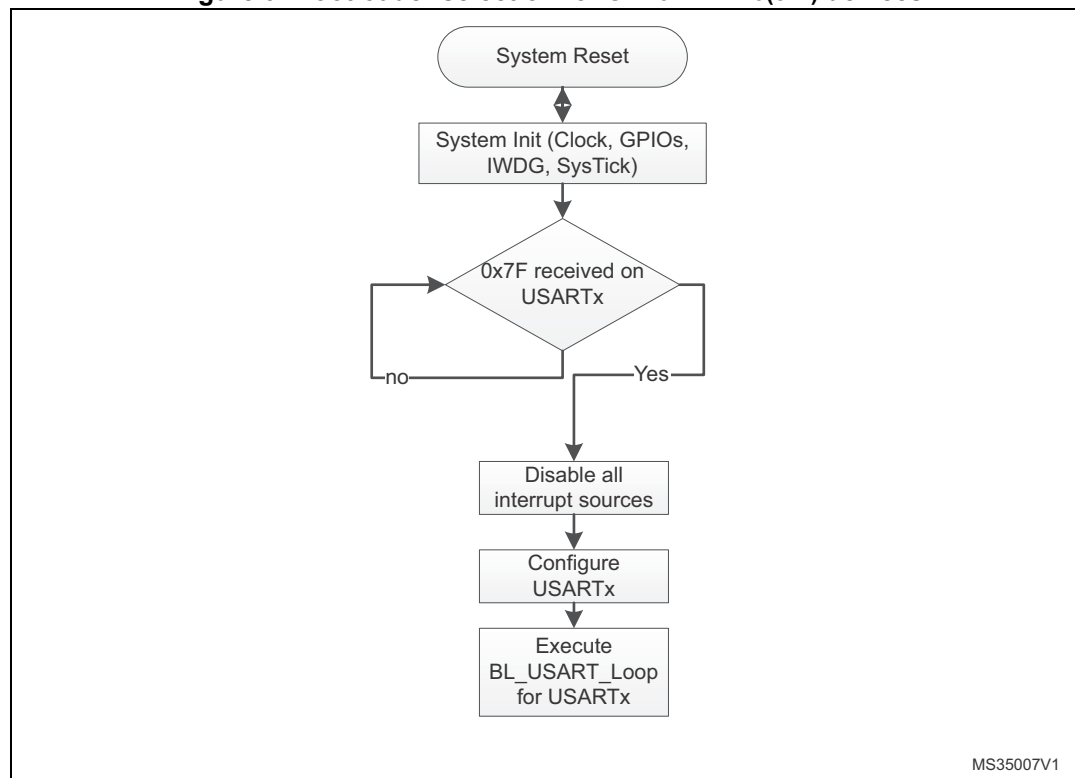 System Reset
System Init (Clock, GPIOs,
IWDG, SysTick)
0x7F received on
USARTx
no
Yes
Disable all
interrupt sources
Configure
USARTx
Execute
BL_USART_Loop
for USARTx
MS35007V1